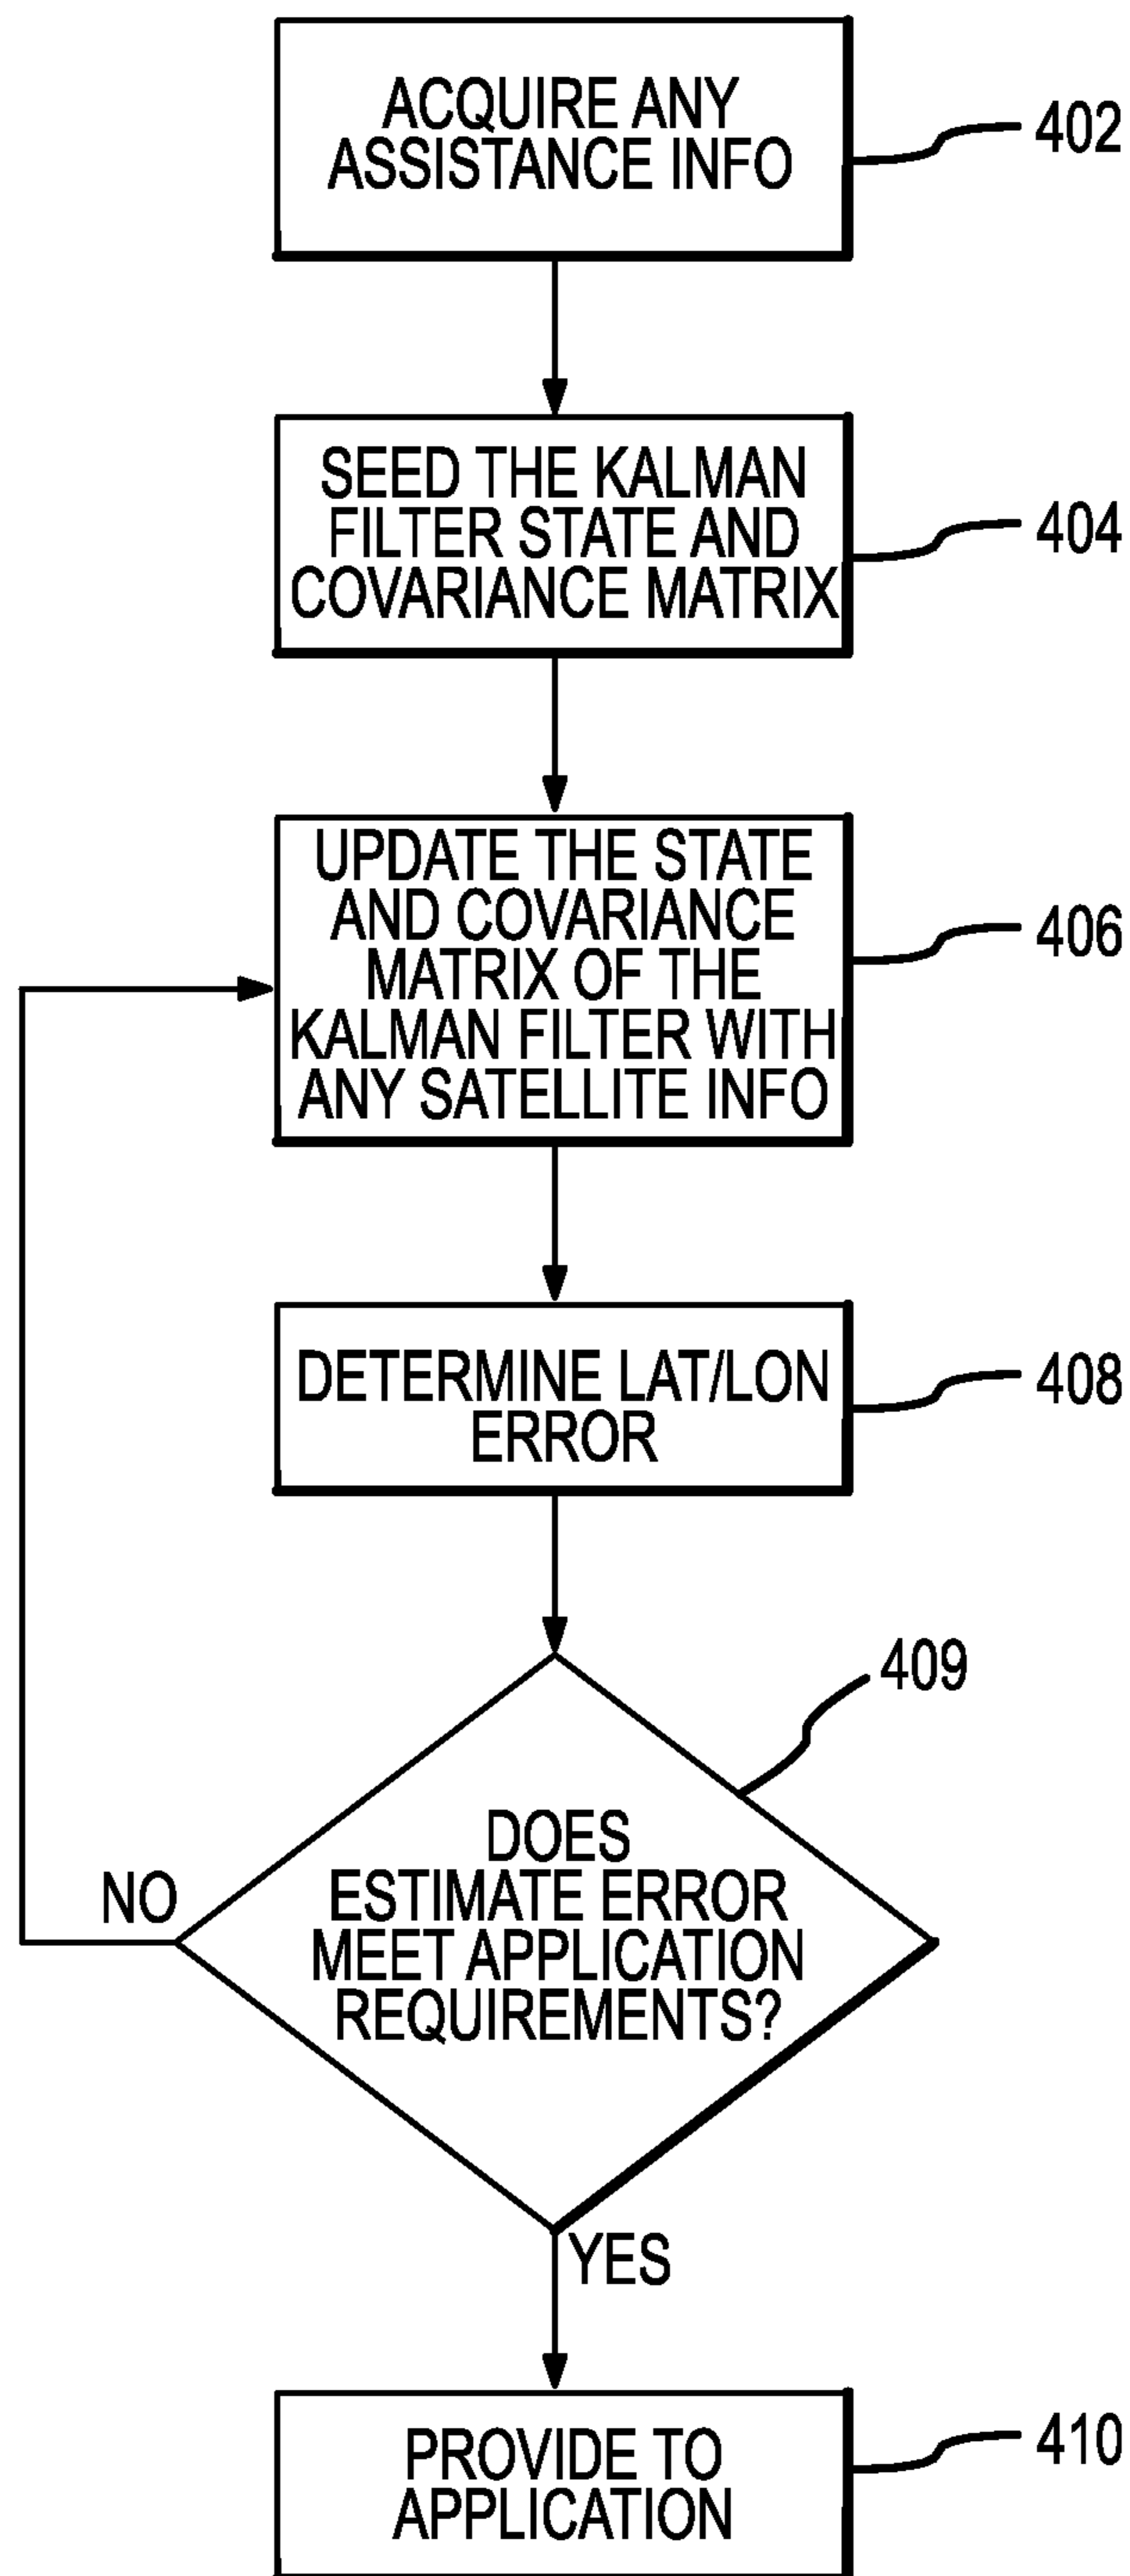 ACQUIRE ANY
ASSISTANCE INFO
402
SEED THE KALMAN
FILTER STATE AND
COVARIANCE MATRIX
404
UPDATE THE STATE
AND COVARIANCE
MATRIX OF THE
KALMAN FILTER WITH
ANY SATELLITE INFO
406
DETERMINE LAT/LON
ERROR
408
409
DOES
ESTIMATE ERROR
MEET APPLICATION
REQUIREMENTS?
NO
YES
PROVIDE TO
APPLICATION
410